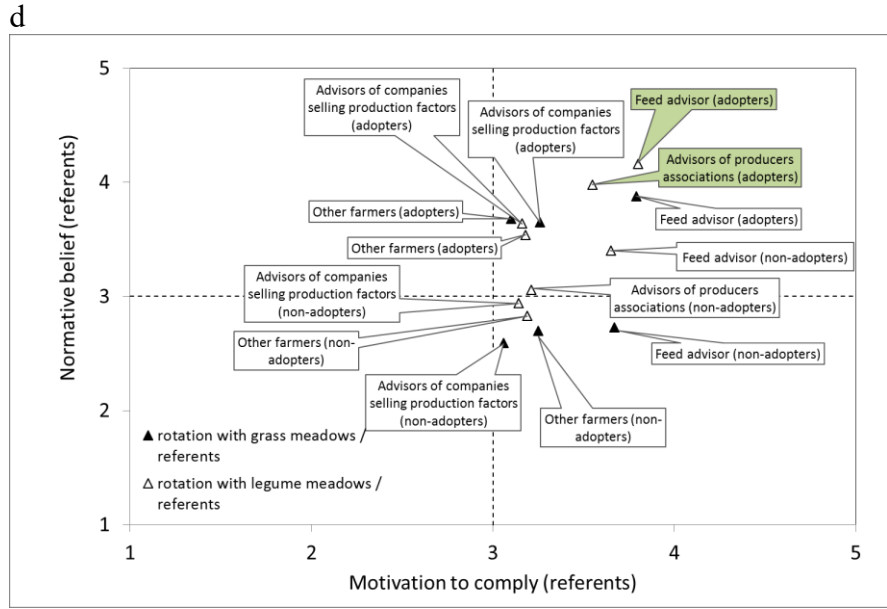 d
5
4
3
2
1
1
2
3
4
5
Normative belief (referents)
Motivation to comply (referents)
Advisors of companies
selling production factors
(adopters)
Advisors of companies
selling production factors
(adopters)
Feed advisor (adopters)
Advisors of producers
associations (adopters)
Other farmers (adopters)
Feed advisor (adopters)
Other farmers (adopters)
Feed advisor (non-adopters)
Advisors of companies
selling production factors
(non-adopters)
Advisors of producers
associations (non-adopters)
Other farmers (non-
adopters)
Feed advisor (non-adopters)
Advisors of companies
selling production factors
(non-adopters)
Other farmers (non-
adopters)
rotation with grass meadows /
referents
rotation with legume meadows /
referents